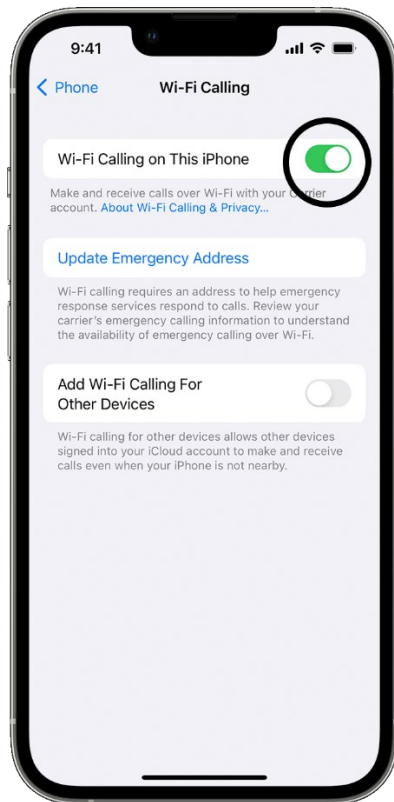 9:41
Phone
Wi-Fi Calling
Wi-Fi Calling on This iPhone
Make and receive calls over Wi-Fi with your Carrier
account. About Wi-Fi Calling & Privacy...
Update Emergency Address
Wi-Fi calling requires an address to help emergency
response services respond to calls. Review your
carrier's emergency calling information to understand
the availability of emergency calling over Wi-Fi.
Add Wi-Fi Calling For
Other Devices
Wi-Fi calling for other devices allows other devices
signed into your iCloud account to make and receive
calls even when your iPhone is not nearby.